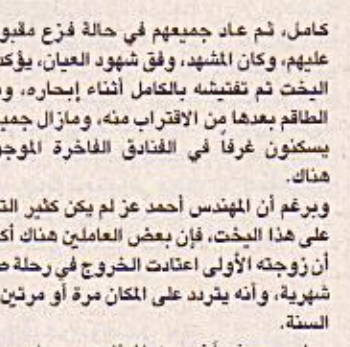 كامل، ثم عاد جميعهم في حالة فزع مقبو
عليهم، وكان المشهد، وفق شهود العيان، يؤكد
اليخت تم تفتيشه بالكامل أثناء إبحاره، و
الطاقم بعدها من الاقتراب منه، ومازال جمي
يسكنون غرفاً في الفنادق الفاخرة الموجو
هناك.
وبرغم أن المهندس أحمد عز لم يكن كثير الت
على هذا اليخت، فإن بعض العاملين هناك أك
أن زوجته الأولى اعتادت الخروج في رحلة
شهرية، وأنه يتردد على المكان مرة أو مرتين
السنة.